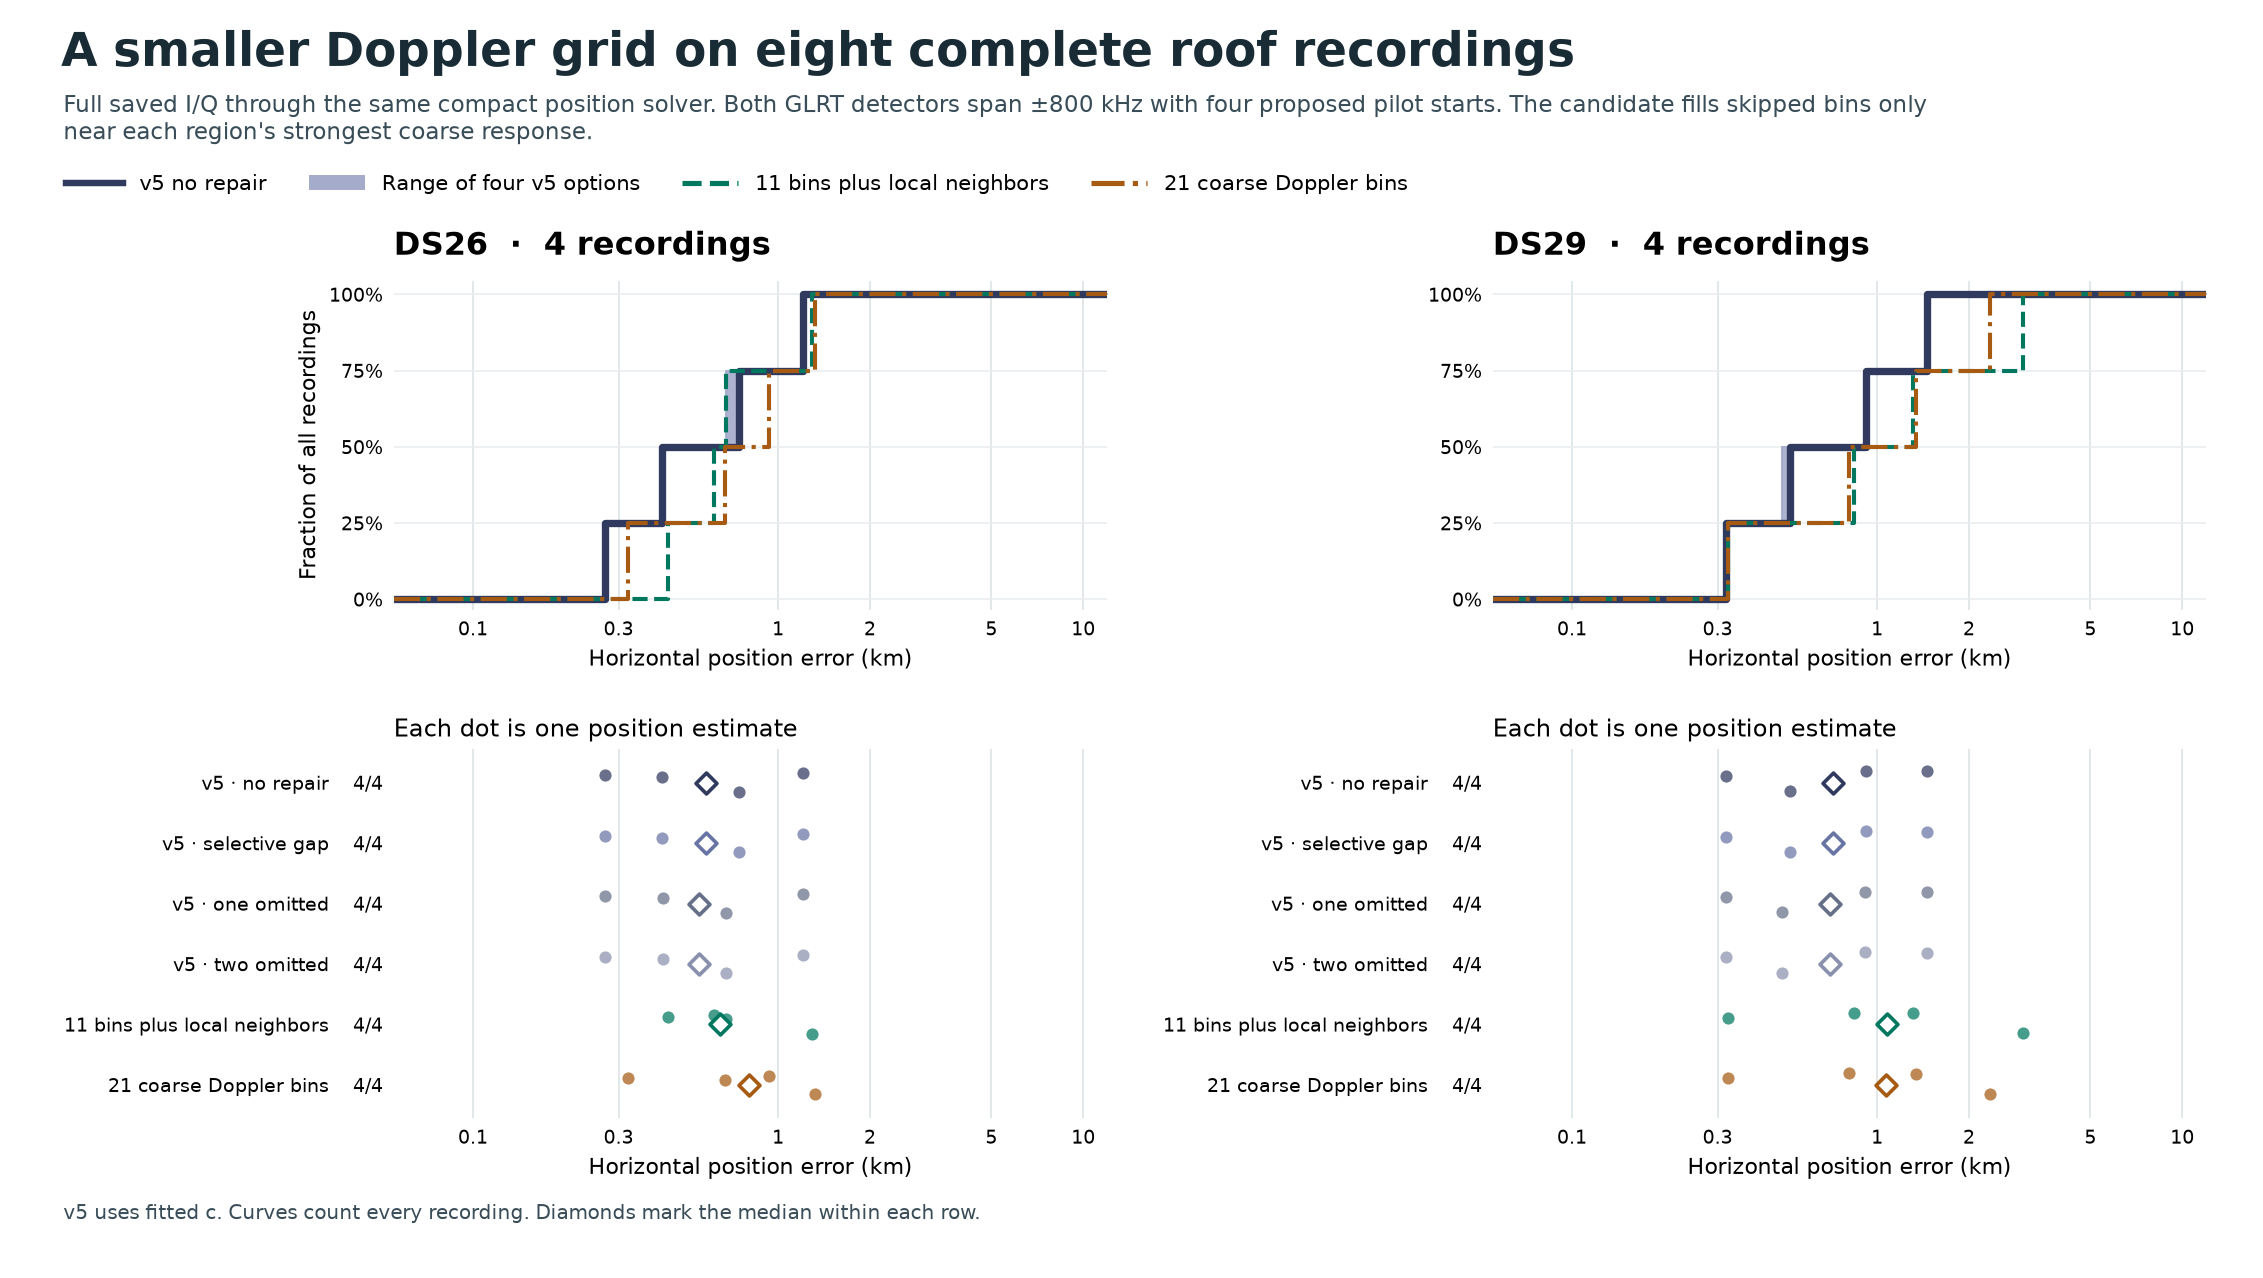 A smaller Doppler grid on eight complete roof recordings
Full saved I/Q through the same compact position solver. Both GLRT detectors span ±800 kHz with four proposed pilot starts. The candidate fills skipped bins only
near each region's strongest coarse response.
v5 no repair
Range of four v5 options
11 bins plus local neighbors
21 coarse Doppler bins
DS26 · 4 recordings
Fraction of all recordings
100%
75%
50%
25%
0%
0.1 0.3 1 2 5 10
Horizontal position error (km)
DS29 · 4 recordings
100%
75%
50%
25%
0%
0.1 0.3 1 2 5 10
Horizontal position error (km)
Each dot is one position estimate
v5 · no repair 4/4
v5 · selective gap 4/4
v5 · one omitted 4/4
v5 · two omitted 4/4
11 bins plus local neighbors 4/4
21 coarse Doppler bins 4/4
0.1 0.3 1 2 5 10
Horizontal position error (km)
Each dot is one position estimate
v5 · no repair 4/4
v5 · selective gap 4/4
v5 · one omitted 4/4
v5 · two omitted 4/4
11 bins plus local neighbors 4/4
21 coarse Doppler bins 4/4
0.1 0.3 1 2 5 10
Horizontal position error (km)
v5 uses fitted c. Curves count every recording. Diamonds mark the median within each row.